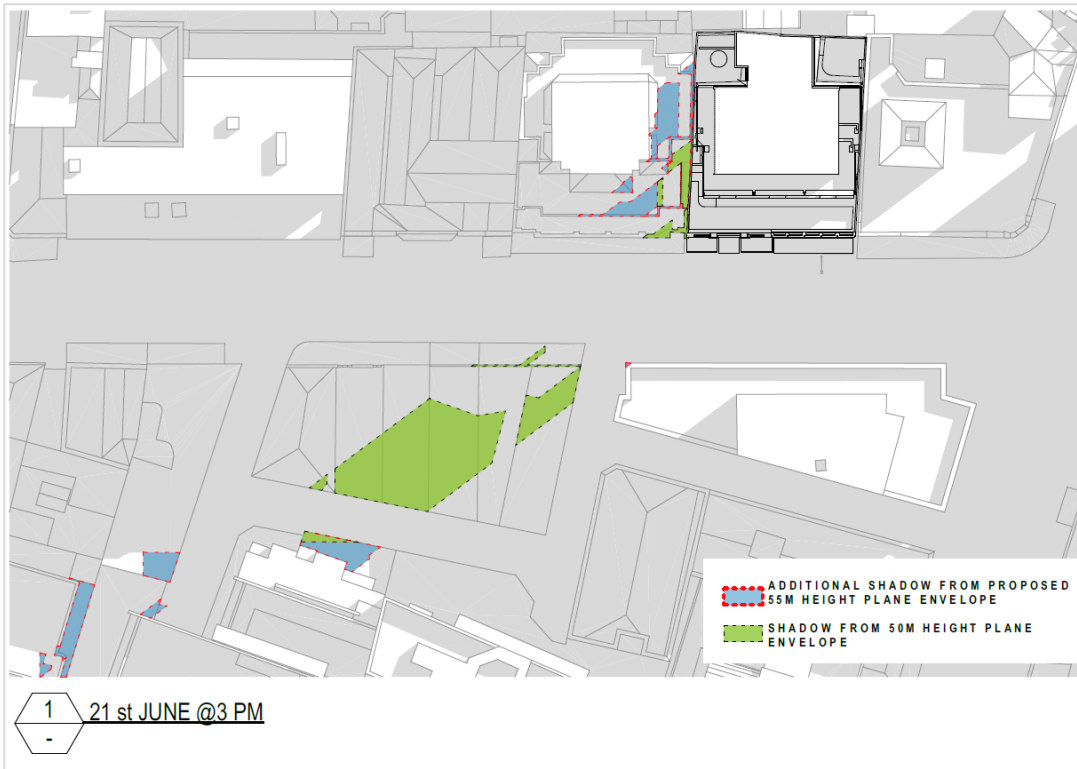 ADDITIONAL SHADOW FROM PROPOSED
55M HEIGHT PLANE ENVELOPE
SHADOW FROM 50M HEIGHT PLANE
ENVELOPE
1
-
21 st JUNE @3 PM